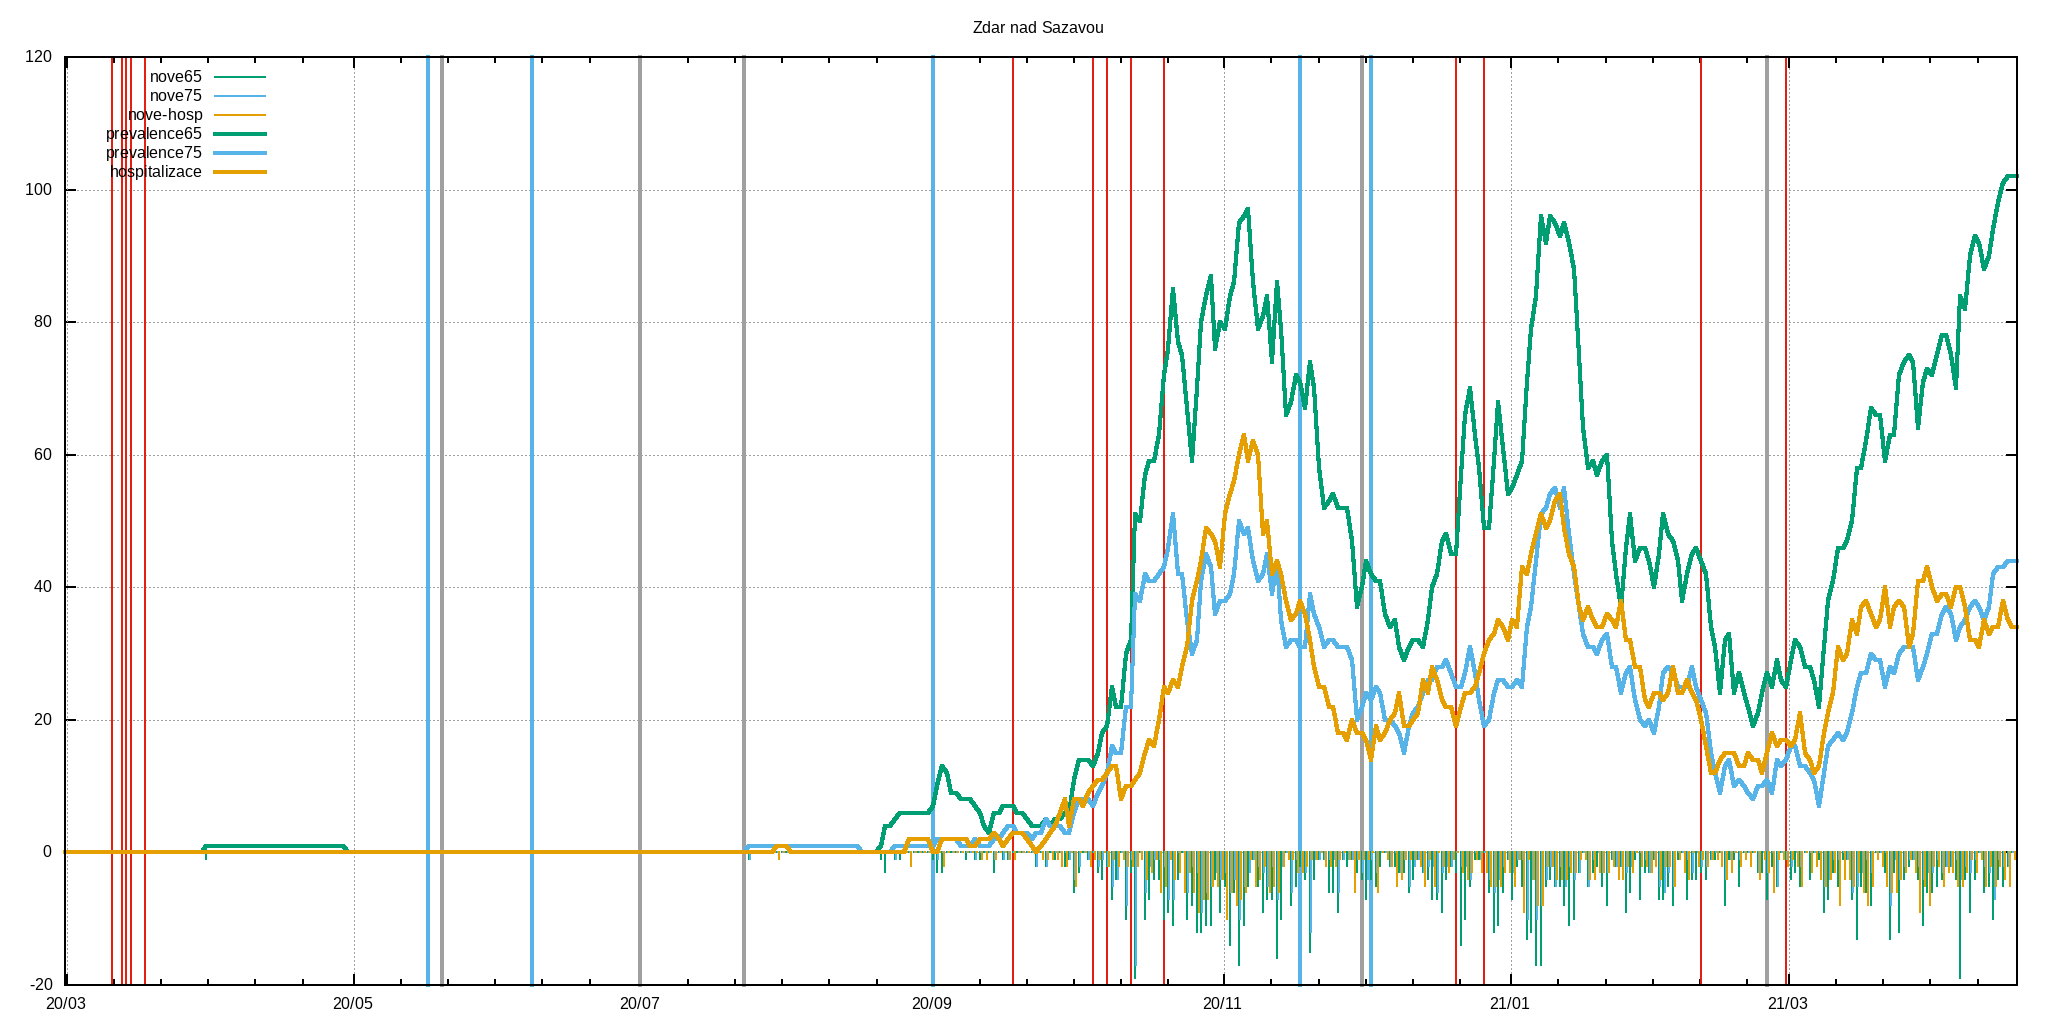 Zdar nad Sazavou
120
100
80
60
40
20
0
-20
nove65
nove75
nove-hosp
prevalence65
prevalence75
hospitalizace
20/03 20/05 20/07 20/09 20/11 21/01 21/03